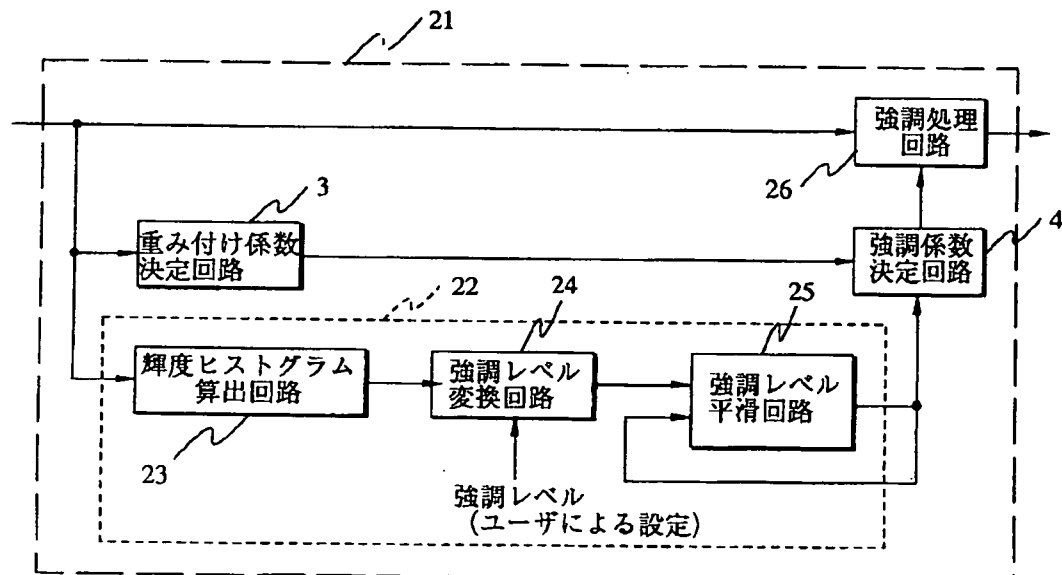 21
強調処理
回路
26
3
重み付け係数
決定回路
4
強調係数
決定回路
22
24
25
輝度ヒストグラム
算出回路
強調レベル
変換回路
強調レベル
平滑回路
23
強調レベル
(ユーザによる設定)